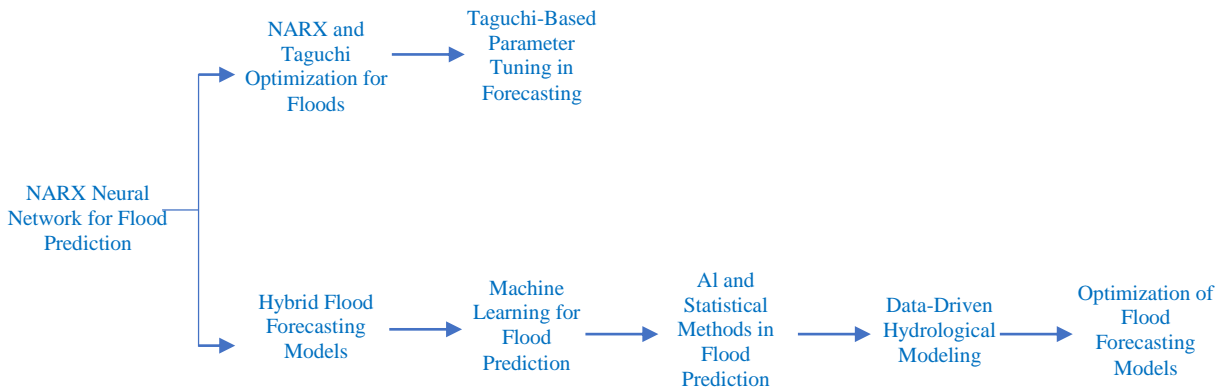 NARX and
Taguchi
Optimization for
Floods
Taguchi-Based
Parameter
Tuning in
Forecasting
NARX Neural
Network for Flood
Prediction
Hybrid Flood
Forecasting
Models
Machine
Learning for
Flood
Prediction
Al and
Statistical
Methods in
Flood
Prediction
Data-Driven
Hydrological
Modeling
Optimization of
Flood
Forecasting
Models